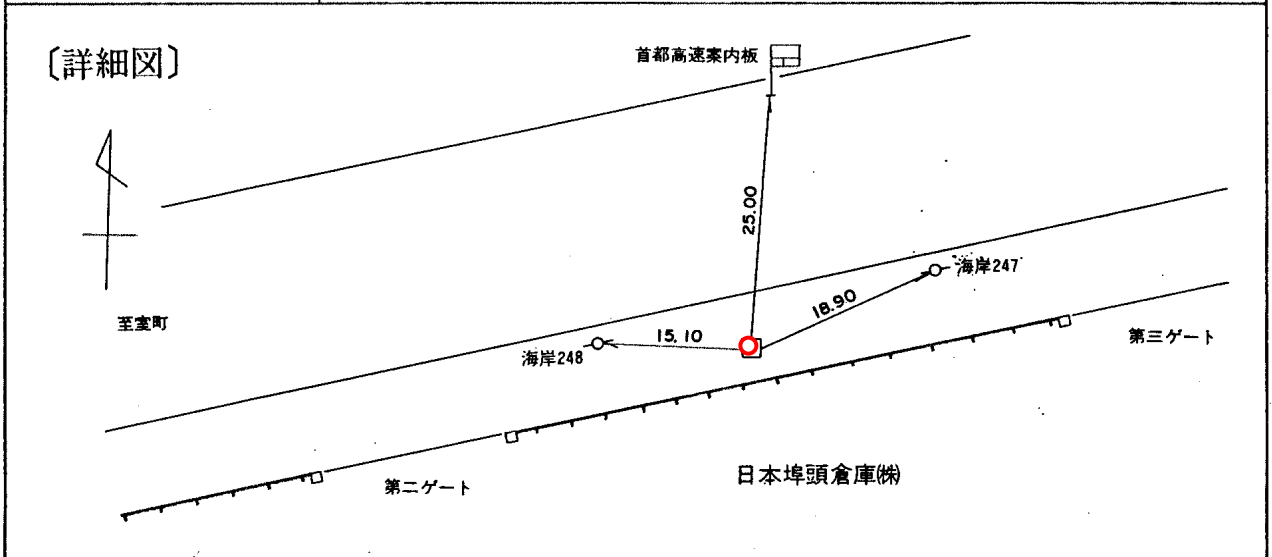 〔詳細図〕
首都高速案内板
25.00
海岸247
18.90
至室町
15.10
海岸248
第三ゲート
第二ゲート
日本埠頭倉庫㈱